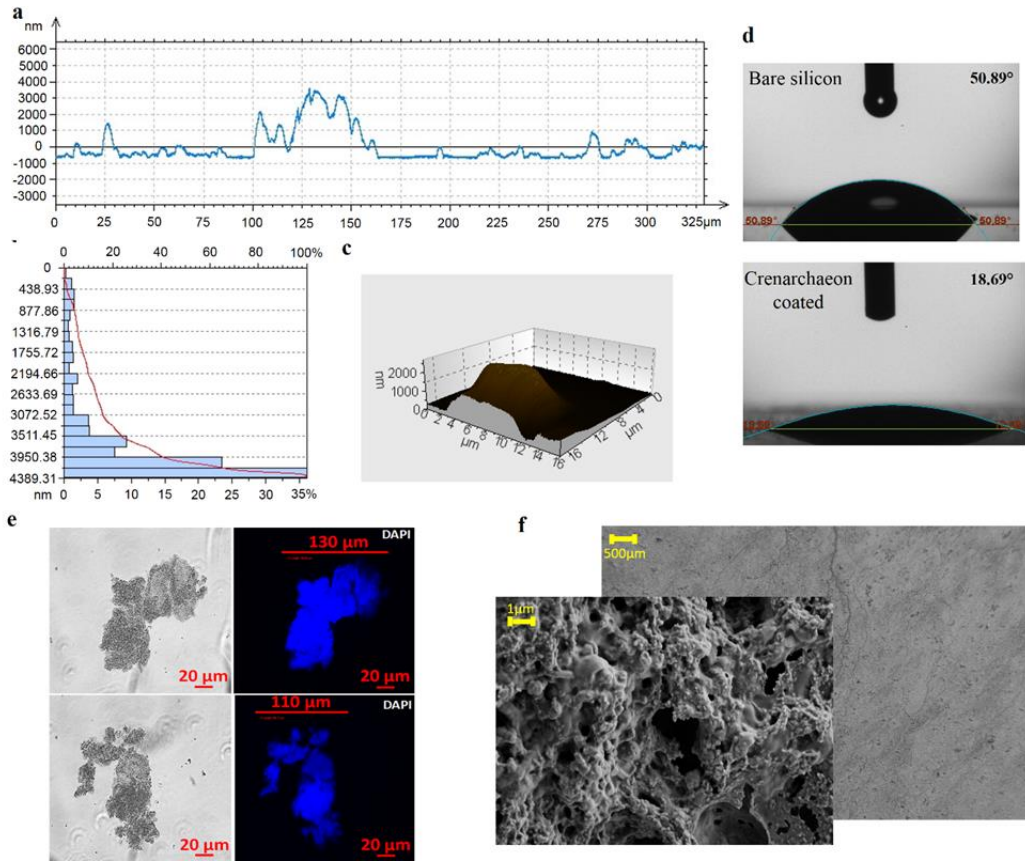 a
nm
6000
5000
4000
3000
2000
1000
0
-1000
-2000
-3000
0 25 50 75 100 125 150 175 200 225 250 275 300 325 µm
0 20 40 60 80 100%
0
438.93
877.86
1316.79
1755.72
2194.66
2633.69
3072.52
3511.45
3950.38
4389.31
nm 0 5 10 15 20 25 30 35%
c
nm
2000
1000
0
0 2 4 6 8 10 12 14 16
µm
16 12 8 4 0
µm
d
Bare silicon 50.89°
50.89° 50.89°
Crenarchaeon
coated
18.69°
e
DAPI
130 µm
20 µm
20 µm
DAPI
110 µm
20 µm
20 µm
f
500µm
1µm